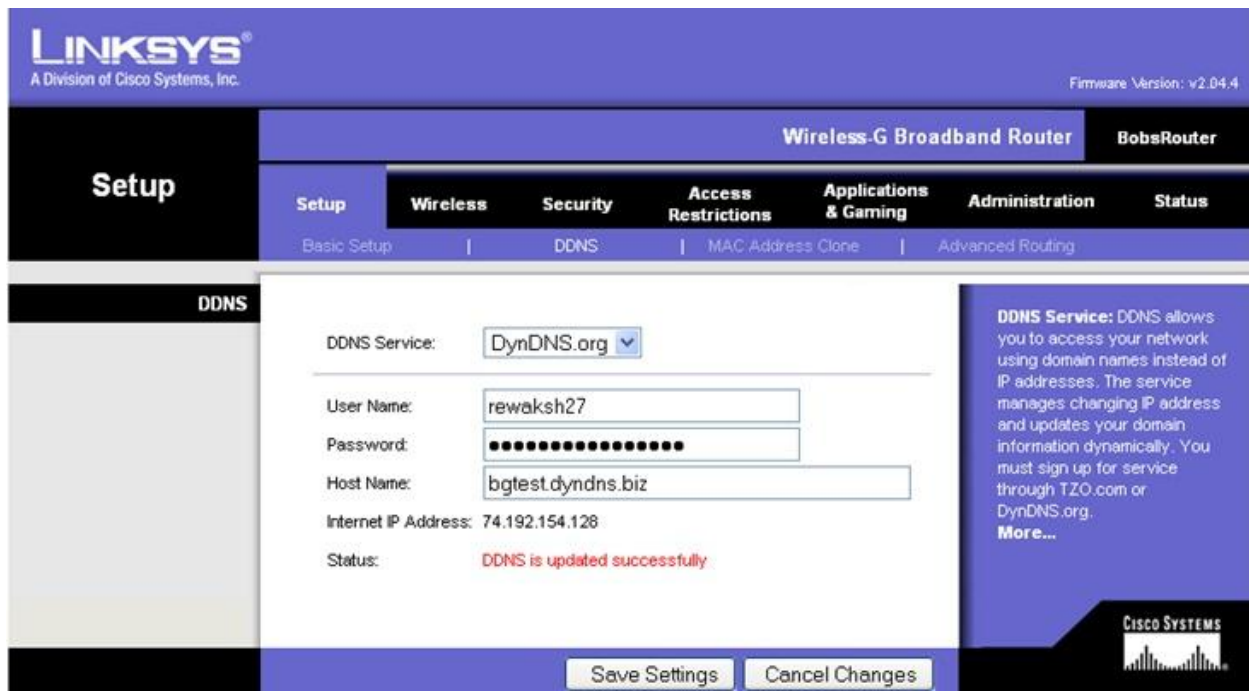 LINKSYS®
A Division of Cisco Systems, Inc.
Firmware Version: v2.04.4
Wireless-G Broadband Router
BobsRouter
Setup
Setup
Wireless
Security
Access
Restrictions
Applications
& Gaming
Administration
Status
Basic Setup | DDNS | MAC Address Clone | Advanced Routing
DDNS
DDNS Service: DynDNS.org
User Name: rewaksh27
Password: ●●●●●●●●●●●●●●●●
Host Name: bgtest.dyndns.biz
Internet IP Address: 74.192.154.128
Status: DDNS is updated successfully
DDNS Service: DDNS allows
you to access your network
using domain names instead of
IP addresses. The service
manages changing IP address
and updates your domain
information dynamically. You
must sign up for service
through TZO.com or
DynDNS.org.
More...
Save Settings
Cancel Changes
CISCO SYSTEMS